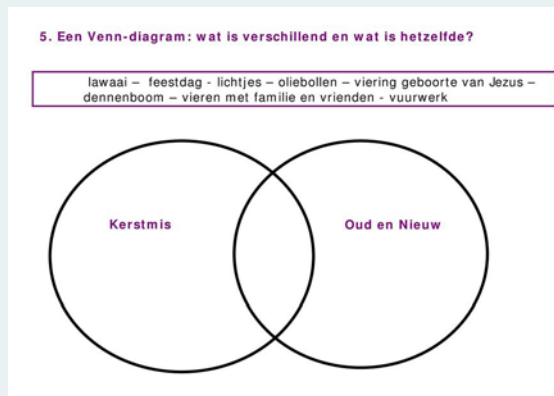 5. Een Venn-diagram: wat is verschillend en wat is hetzelfde?
lawaai – feestdag - lichtjes – oliebollen – viering geboorte van Jezus –
dennenboom – vieren met familie en vrienden - vuurwerk
Kerstmis
Oud en Nieuw